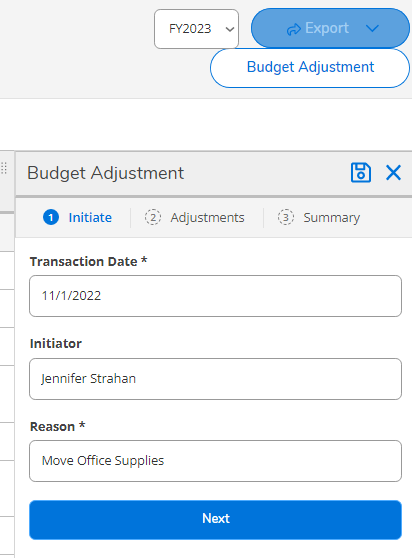 FY2023
Export
Budget Adjustment
Budget Adjustment
1 Initiate 2 Adjustments 3 Summary
Transaction Date *
11/1/2022
Initiator
Jennifer Strahan
Reason *
Move Office Supplies
Next